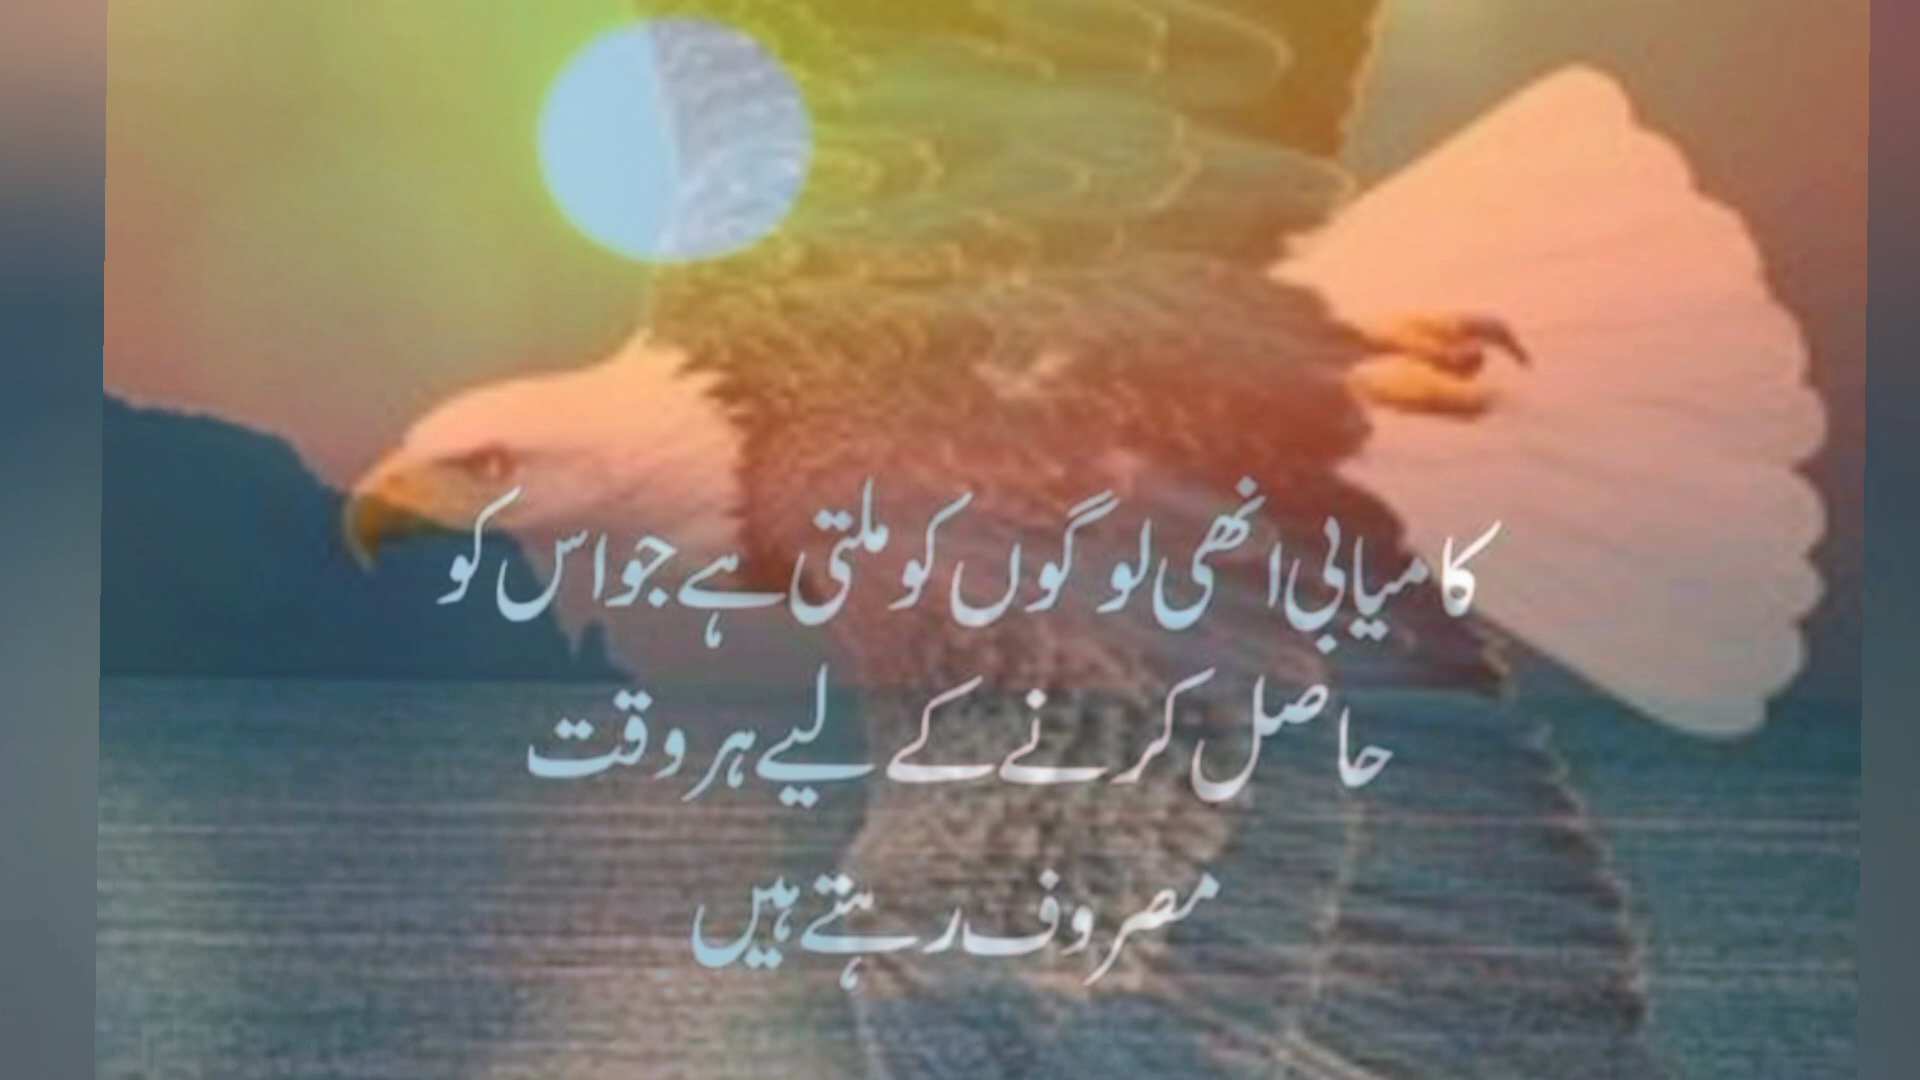 کامیابی انھی لوگوں کو ملتی ہے جو اس کو
حاصل کرنے کے لیے ہر وقت
مصروف رہتے ہیں